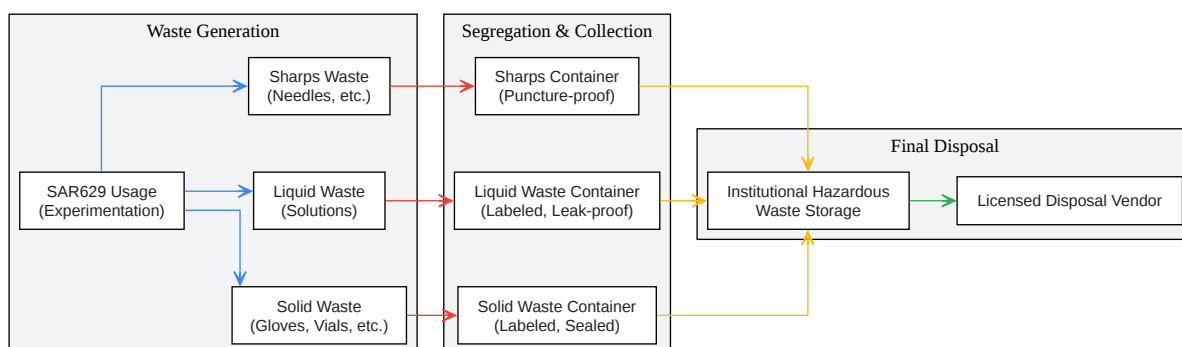 Waste Generation
Sharps Waste
(Needles, etc.)
SAR629 Usage
(Experimentation)
Liquid Waste
(Solutions)
Solid Waste
(Gloves, Vials, etc.)
Segregation & Collection
Sharps Container
(Puncture-proof)
Liquid Waste Container
(Labeled, Leak-proof)
Solid Waste Container
(Labeled, Sealed)
Final Disposal
Institutional Hazardous
Waste Storage
Licensed Disposal Vendor